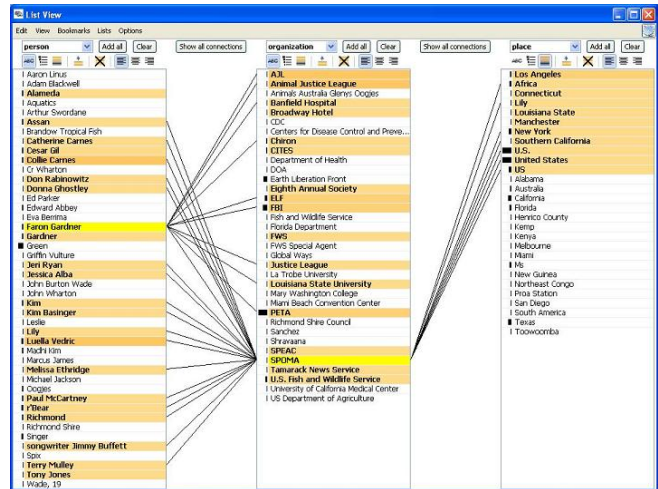 List View
Edit View Bookmarks Lists Options
person Add all Clear Show all connections organization Add all Clear Show all connections place Add all Clear
ABC ABC ABC
Aaron Linus
Adam Blackwell
Alameda
Aquatics
Arthur Swordane
Assan
Brandow Tropical Fish
Catherine Carnes
Cesar Gil
Collie Carnes
Cr Wharton
Don Rabinowitz
Donna Ghostley
Ed Parker
Edward Abbey
Eva Berrima
Faron Gardner
Gardner
Green
Griffin Vulture
Jeri Ryan
Jessica Alba
John Burton Wade
John Wharton
Kim
Kim Basinger
Leslie
Lily
Luella Vedric
Madhi Kim
Marcus James
Melissa Ethridge
Michael Jackson
Oogjes
Paul McCartney
r'Bear
Richmond
Richmond Shire
Singer
songwriter Jimmy Buffett
Spix
Terry Mulley
Tony Jones
Wade, 19
AJL
Animal Justice League
Animals Australia Glenys Oogjes
Banfield Hospital
Broadway Hotel
CDC
Centers for Disease Control and Preve...
Chiron
CITES
Department of Health
DOA
Earth Liberation Front
Eighth Annual Society
ELF
FBI
Fish and Wildlife Service
Florida Department
FWS
FWS Special Agent
Global Ways
Justice League
La Trobe University
Louisiana State University
Mary Washington College
Miami Beach Convention Center
PETA
Richmond Shire Council
Sanchez
Shravaana
SPEAC
SPOMA
Tamarack News Service
U.S. Fish and Wildlife Service
University of California Medical Center
US Department of Agriculture
Los Angeles
Africa
Connecticut
Lily
Louisiana State
Manchester
New York
Southern California
U.S.
United States
US
Alabama
Australia
California
Florida
Henrico County
Kemp
Kenya
Melbourne
Miami
Ms
New Guinea
Northeast Congo
Proa Station
San Diego
South America
Texas
Toowoomba